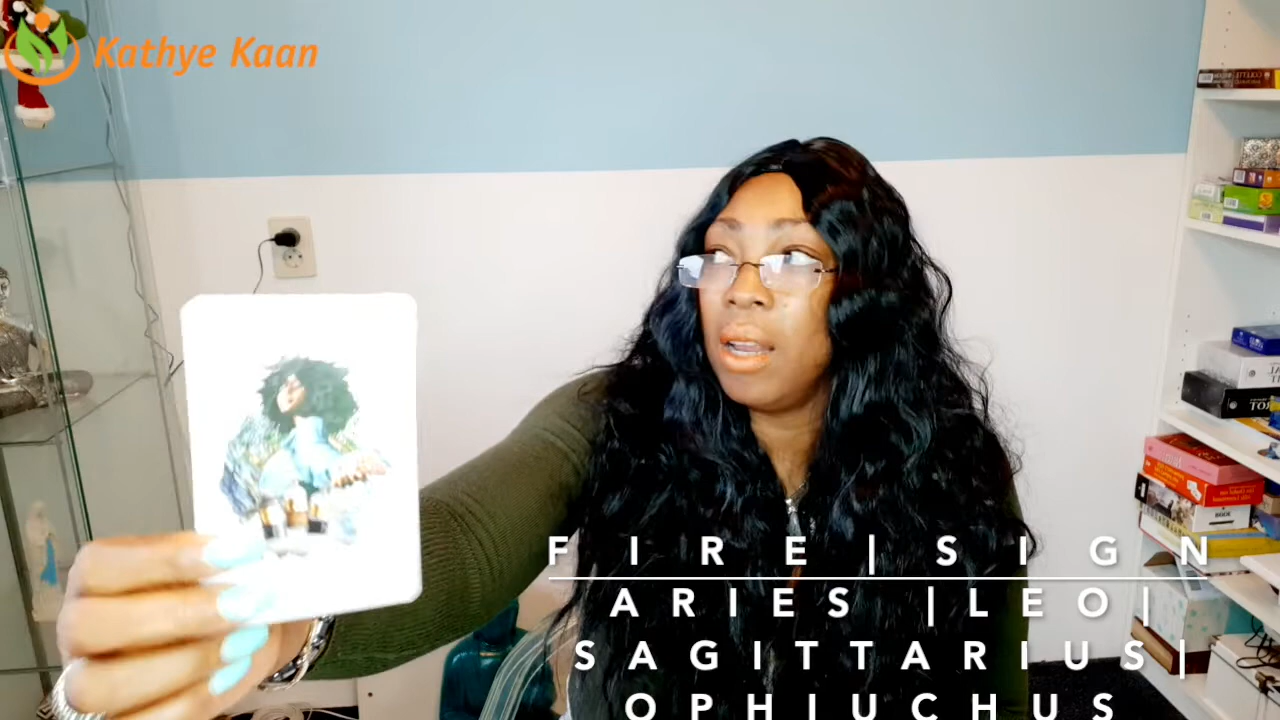 Kathye Kaan
FIRE|SIGN
ARIES |LEO|
SAGITTARIUS|
OPHIUCHUS